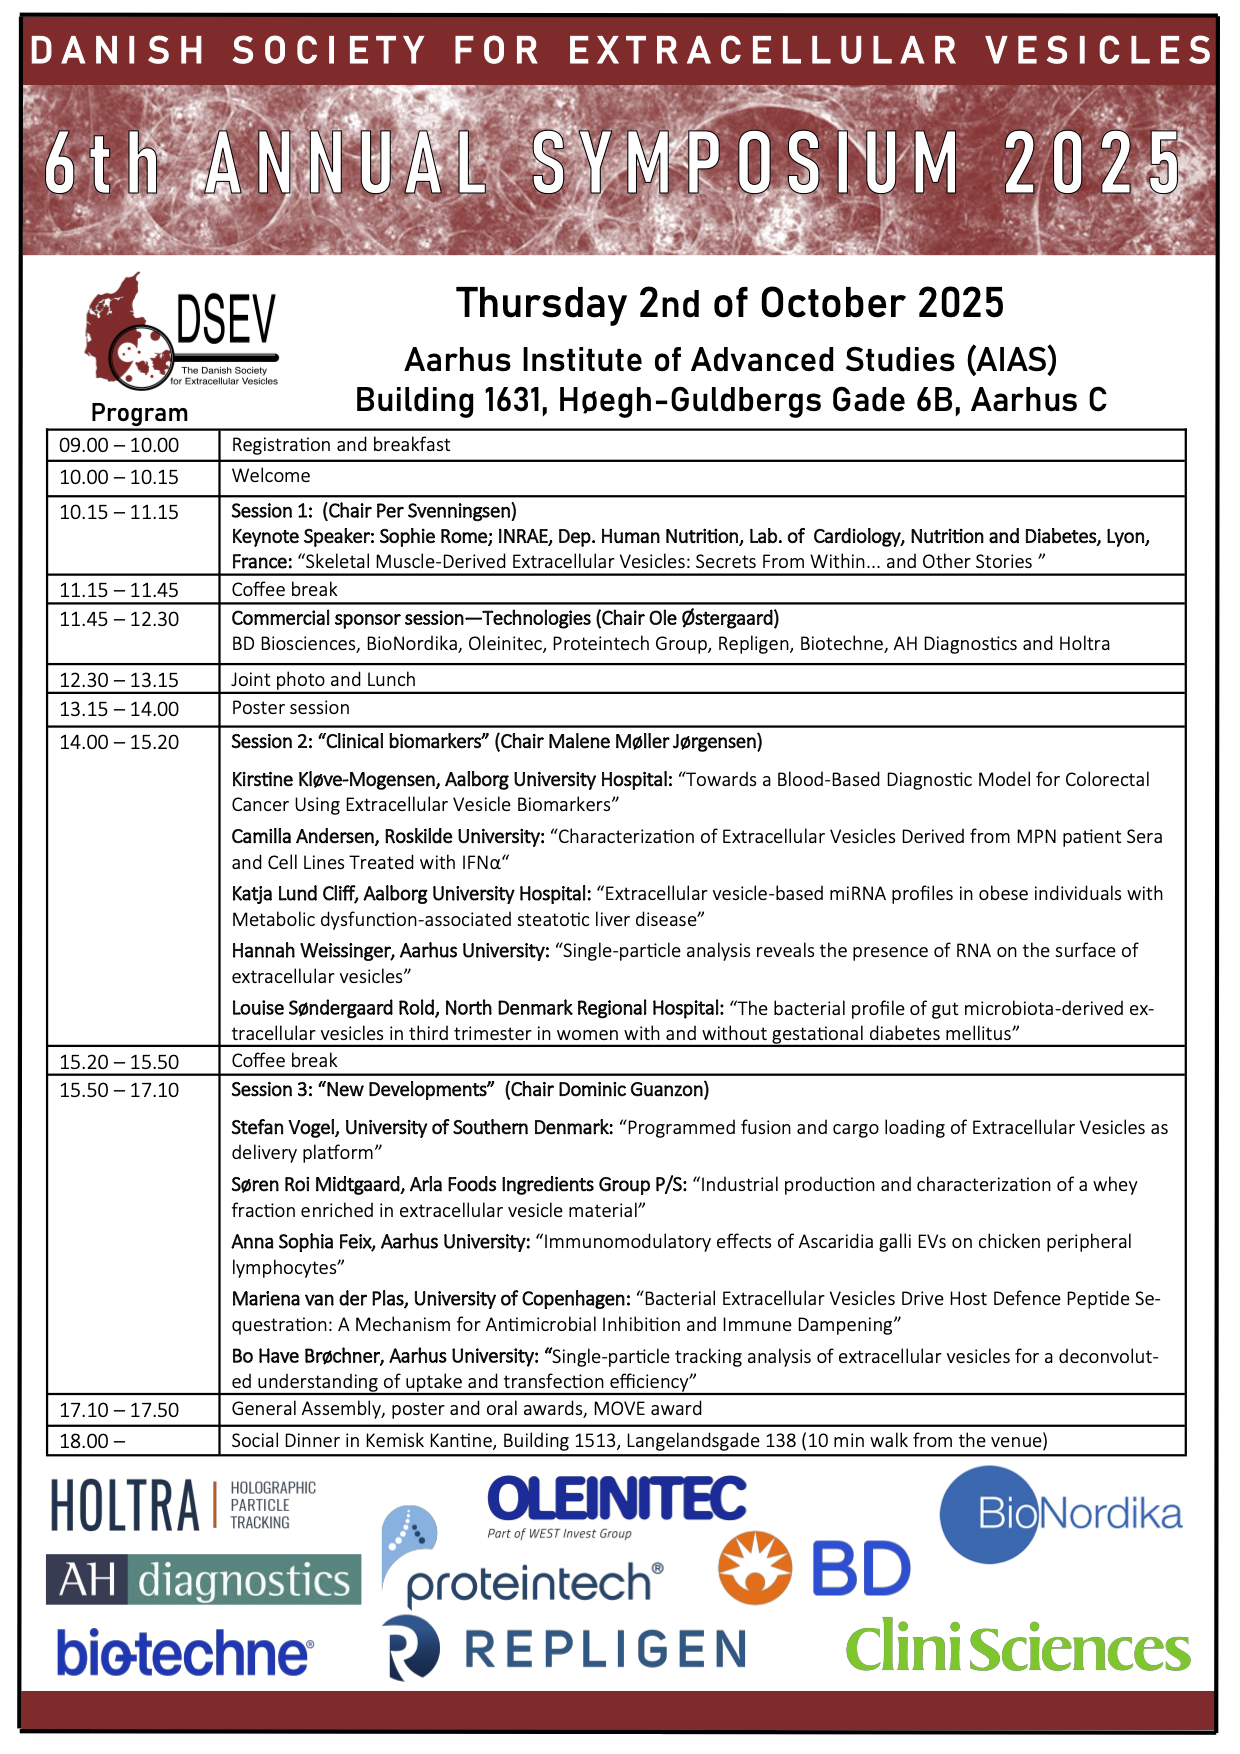 DANISH SOCIETY FOR EXTRACELLULAR VESICLES
6th ANNUAL SYMPOSIUM 2025
DSEV
The Danish Society
for Extracellular Vesicles
Thursday 2nd of October 2025
Aarhus Institute of Advanced Studies (AIAS)
Building 1631, Høegh-Guldbergs Gade 6B, Aarhus C
Program
09.00 – 10.00 Registration and breakfast
10.00 – 10.15 Welcome
10.15 – 11.15 Session 1:  (Chair Per Svenningsen)
Keynote Speaker: Sophie Rome; INRAE, Dep. Human Nutrition, Lab. of  Cardiology, Nutrition and Diabetes, Lyon,
France: “Skeletal Muscle-Derived Extracellular Vesicles: Secrets From Within... and Other Stories ”
11.15 – 11.45 Coffee break
11.45 – 12.30 Commercial sponsor session—Technologies (Chair Ole Østergaard)
BD Biosciences, BioNordika, Oleinitec, Proteintech Group, Repligen, Biotechne, AH Diagnostics and Holtra
12.30 – 13.15 Joint photo and Lunch
13.15 – 14.00 Poster session
14.00 – 15.20 Session 2: “Clinical biomarkers” (Chair Malene Møller Jørgensen)
Kirstine Kløve-Mogensen, Aalborg University Hospital: “Towards a Blood-Based Diagnostic Model for Colorectal
Cancer Using Extracellular Vesicle Biomarkers”
Camilla Andersen, Roskilde University: “Characterization of Extracellular Vesicles Derived from MPN patient Sera
and Cell Lines Treated with IFNα“
Katja Lund Cliff, Aalborg University Hospital: “Extracellular vesicle-based miRNA profiles in obese individuals with
Metabolic dysfunction-associated steatotic liver disease”
Hannah Weissinger, Aarhus University: “Single-particle analysis reveals the presence of RNA on the surface of
extracellular vesicles”
Louise Søndergaard Rold, North Denmark Regional Hospital: “The bacterial profile of gut microbiota-derived ex-
tracellular vesicles in third trimester in women with and without gestational diabetes mellitus”
15.20 – 15.50 Coffee break
15.50 – 17.10 Session 3: “New Developments”  (Chair Dominic Guanzon)
Stefan Vogel, University of Southern Denmark: “Programmed fusion and cargo loading of Extracellular Vesicles as
delivery platform”
Søren Roi Midtgaard, Arla Foods Ingredients Group P/S: “Industrial production and characterization of a whey
fraction enriched in extracellular vesicle material”
Anna Sophia Feix, Aarhus University: “Immunomodulatory effects of Ascaridia galli EVs on chicken peripheral
lymphocytes”
Mariena van der Plas, University of Copenhagen: “Bacterial Extracellular Vesicles Drive Host Defence Peptide Se-
questration: A Mechanism for Antimicrobial Inhibition and Immune Dampening”
Bo Have Brøchner, Aarhus University: “Single-particle tracking analysis of extracellular vesicles for a deconvolut-
ed understanding of uptake and transfection efficiency”
17.10 – 17.50 General Assembly, poster and oral awards, MOVE award
18.00 – Social Dinner in Kemisk Kantine, Building 1513, Langelandsgade 138 (10 min walk from the venue)
HOLTRA
HOLOGRAPHIC
PARTICLE
TRACKING
OLEINITEC
Part of WEST Invest Group
BioNordika
AH diagnostics
proteintech®
BD
bio-techne®
REPLIGEN
CliniSciences